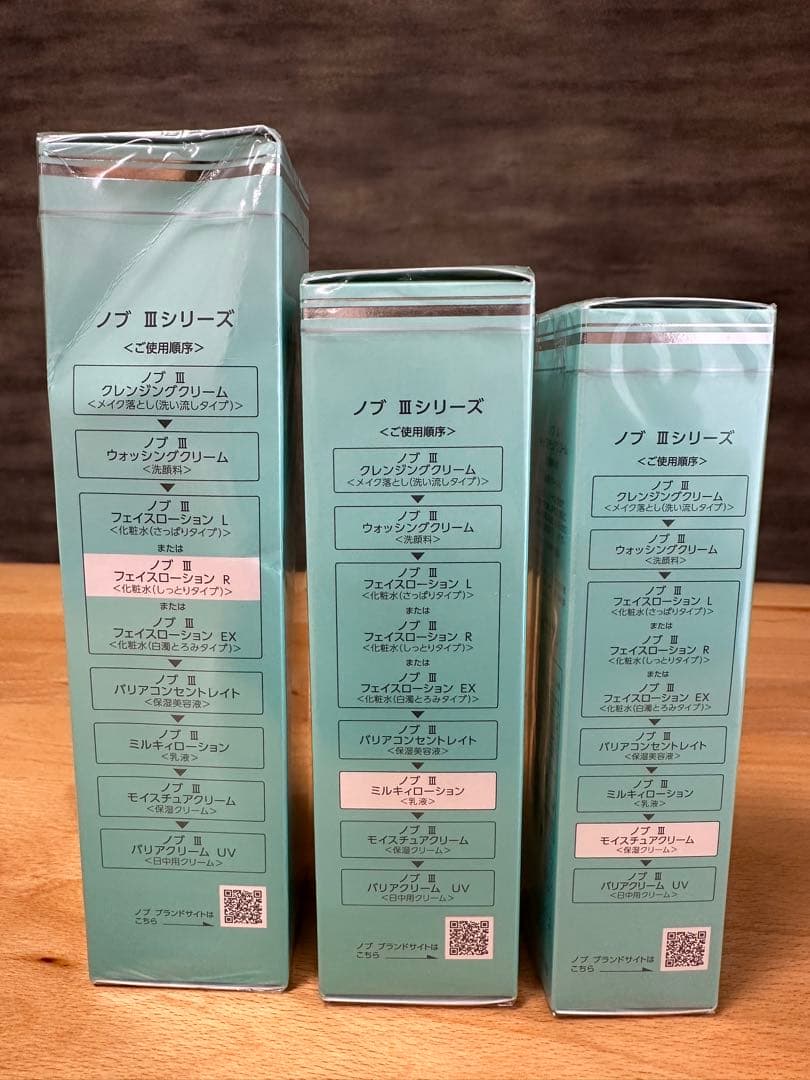 ノブ Ⅲシリーズ
<ご使用順序>
ノブ Ⅲ
クレンジングクリーム
<メイク落とし(洗い流しタイプ)>
ノブ Ⅲ
ウォッシングクリーム
<洗顔料>
ノブ Ⅲ
フェイスローション L
<化粧水(さっぱりタイプ)>
または
ノブ Ⅲ
フェイスローション R
<化粧水(しっとりタイプ)>
または
ノブ Ⅲ
フェイスローション EX
<化粧水(白濁とろみタイプ)>
ノブ Ⅲ
バリアコンセントレイト
<保湿美容液>
ノブ Ⅲ
ミルキィローション
<乳液>
ノブ Ⅲ
モイスチュアクリーム
<保湿クリーム>
ノブ Ⅲ
バリアクリーム UV
<日中用クリーム>
ノブ ブランドサイトは
こちら
ノブ Ⅲシリーズ
<ご使用順序>
ノブ Ⅲ
クレンジングクリーム
<メイク落とし(洗い流しタイプ)>
ノブ Ⅲ
ウォッシングクリーム
<洗顔料>
ノブ Ⅲ
フェイスローション L
<化粧水(さっぱりタイプ)>
または
ノブ Ⅲ
フェイスローション R
<化粧水(しっとりタイプ)>
または
ノブ Ⅲ
フェイスローション EX
<化粧水(白濁とろみタイプ)>
ノブ Ⅲ
バリアコンセントレイト
<保湿美容液>
ノブ Ⅲ
ミルキィローション
<乳液>
ノブ Ⅲ
モイスチュアクリーム
<保湿クリーム>
ノブ Ⅲ
バリアクリーム UV
<日中用クリーム>
ノブ ブランドサイトは
こちら
ノブ Ⅲシリーズ
<ご使用順序>
ノブ Ⅲ
クレンジングクリーム
<メイク落とし(洗い流しタイプ)>
ノブ Ⅲ
ウォッシングクリーム
<洗顔料>
ノブ Ⅲ
フェイスローション L
<化粧水(さっぱりタイプ)>
または
ノブ Ⅲ
フェイスローション R
<化粧水(しっとりタイプ)>
または
ノブ Ⅲ
フェイスローション EX
<化粧水(白濁とろみタイプ)>
ノブ Ⅲ
バリアコンセントレイト
<保湿美容液>
ノブ Ⅲ
ミルキィローション
<乳液>
ノブ Ⅲ
モイスチュアクリーム
<保湿クリーム>
ノブ Ⅲ
バリアクリーム UV
<日中用クリーム>
ノブ ブランドサイトは
こちら